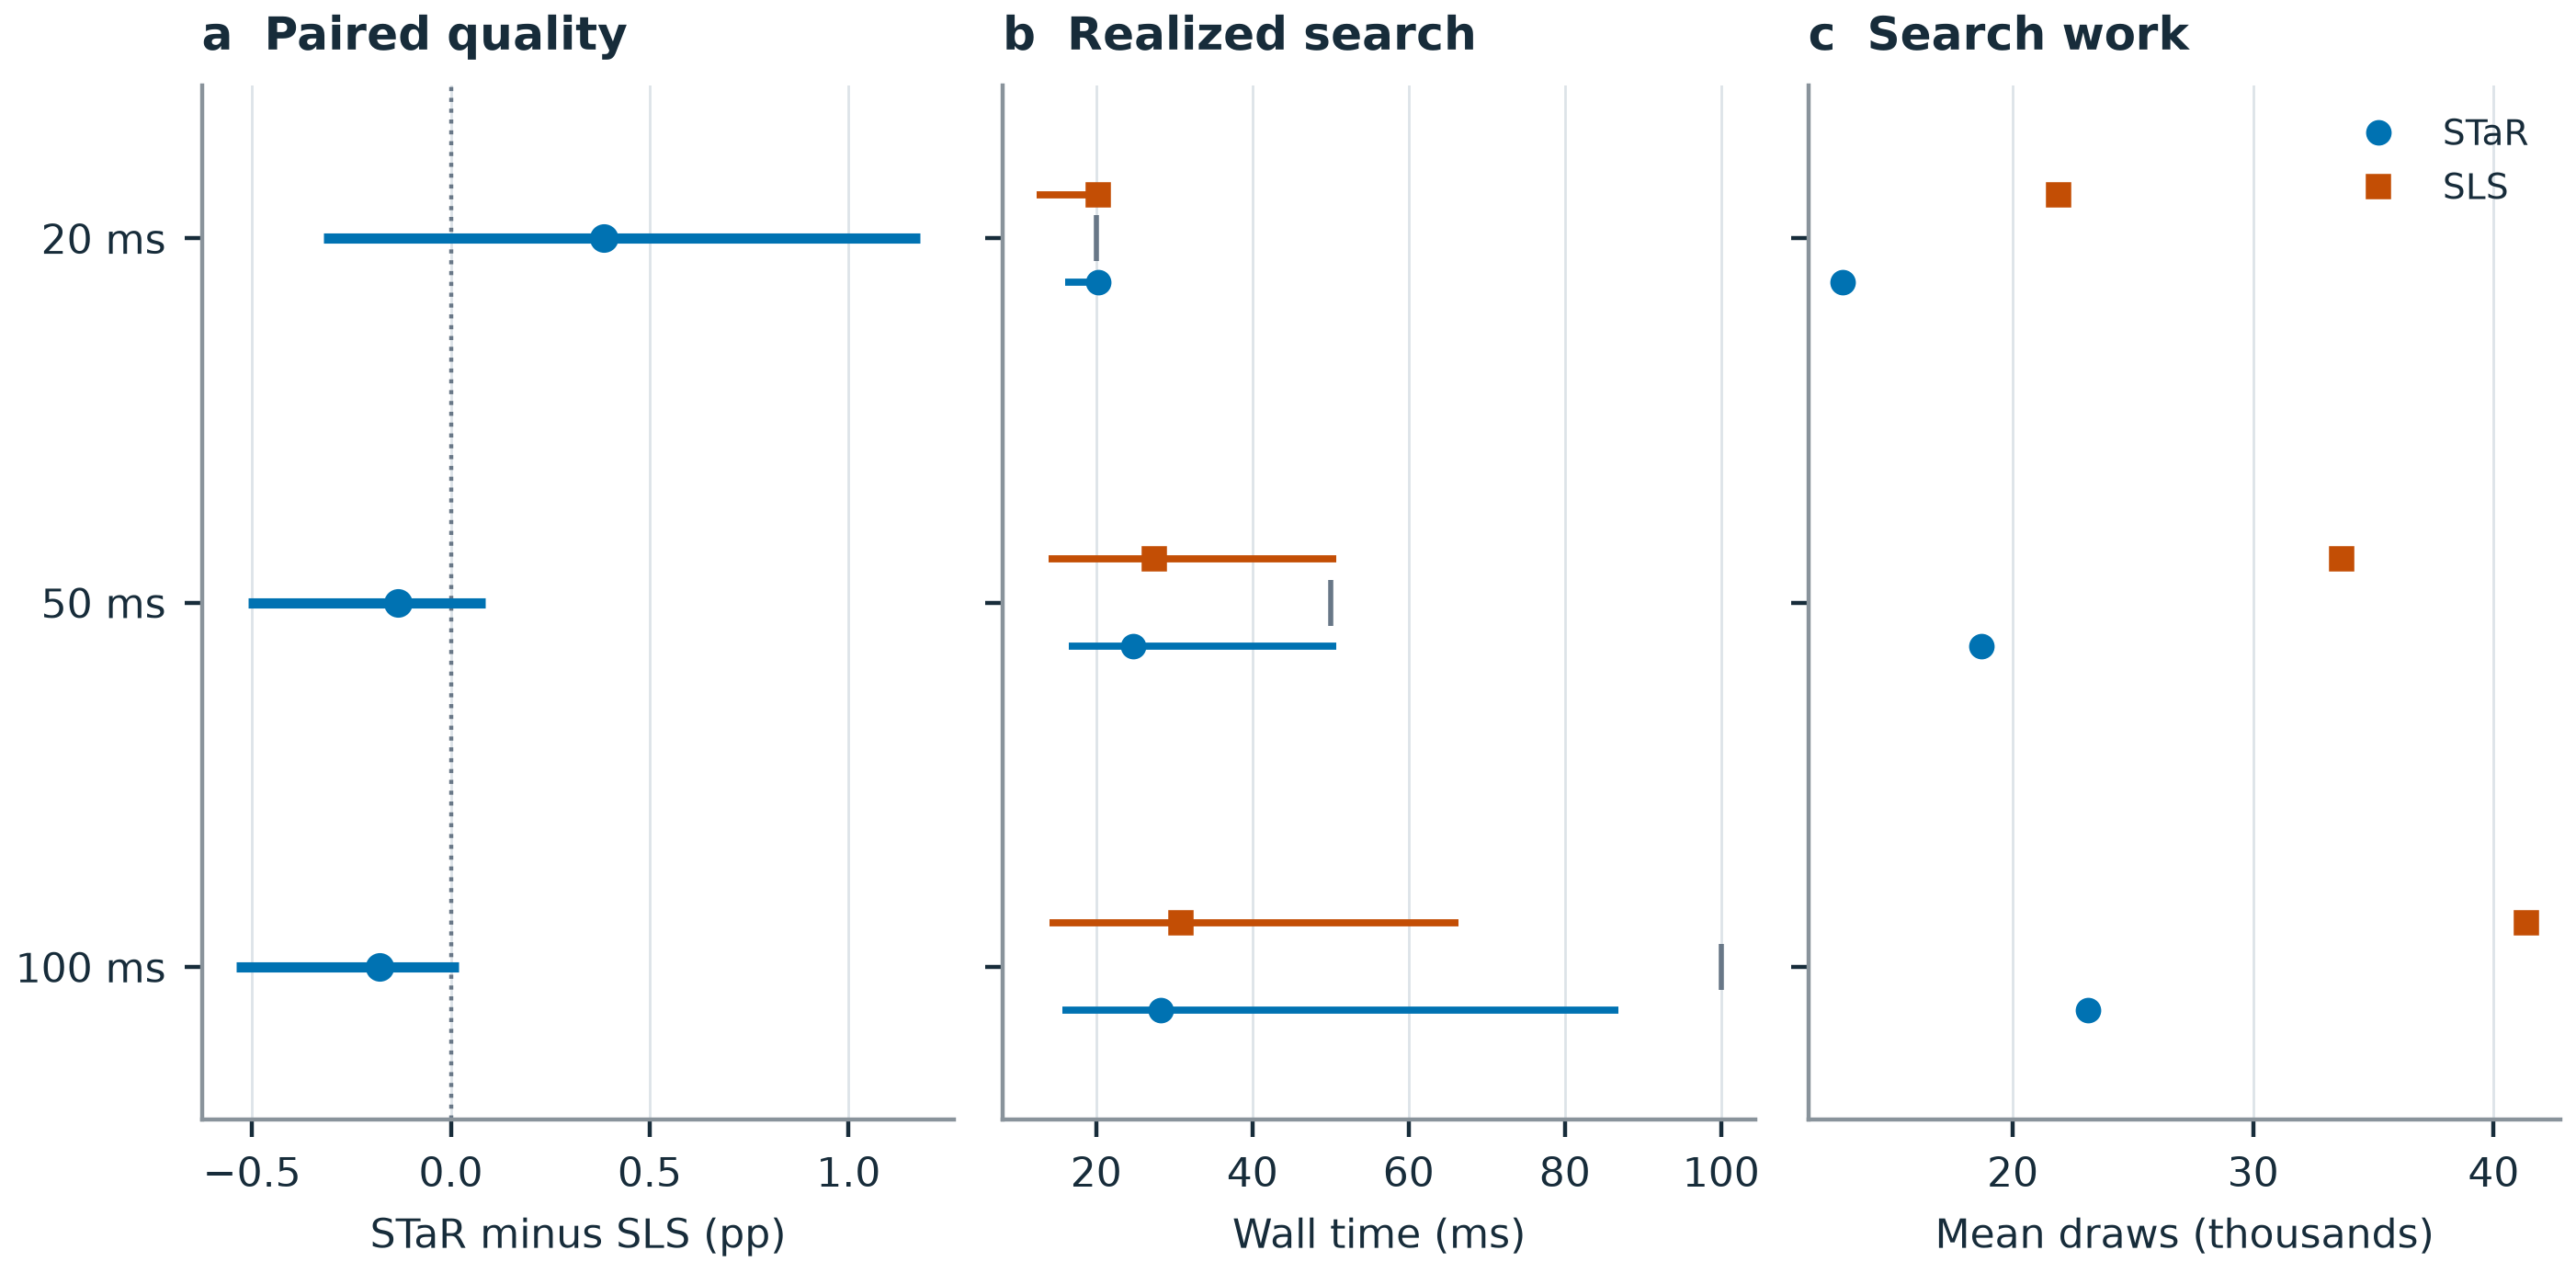 a Paired quality
b Realized search
c Search work
STaR
SLS
20 ms
50 ms
100 ms
−0.5 0.0 0.5 1.0
STaR minus SLS (pp)
20 40 60 80 100
Wall time (ms)
20 30 40
Mean draws (thousands)